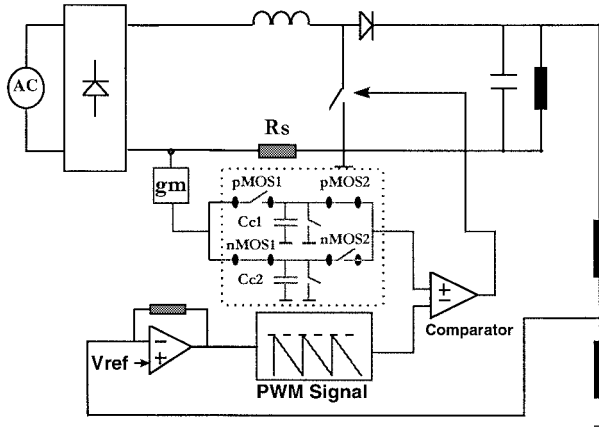 AC
Rs
gm
pMOS1 pMOS2
Cc1
nMOS1 nMOS2
Cc2
+
−
Comparator
−
+
Vref
PWM Signal